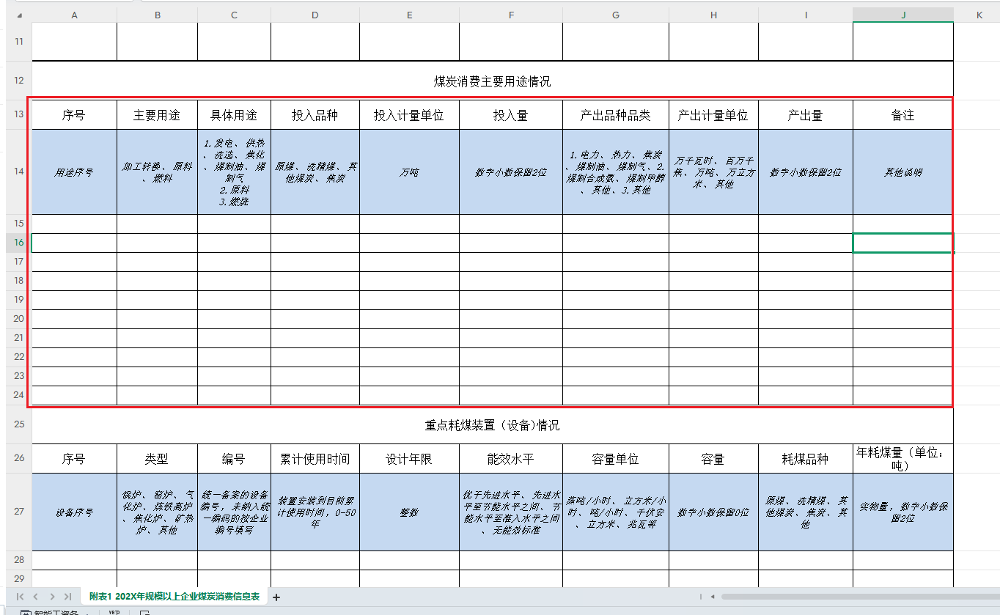 A B C D E F G H I J K
11
12 煤炭消费主要用途情况
13 序号 主要用途 具体用途 投入品种 投入计量单位 投入量 产出品种品类 产出计量单位 产出量 备注
14
用途序号
加工转换、原料
、燃料
1.发电、供热
、洗选、焦化
、煤制油、煤
制气
2.原料
3.燃烧
原煤、洗精煤、其
他煤炭、焦炭
万吨
数字小数保留2位
1.电力、热力、焦炭
、煤制油、煤制气、2.
煤制合成氨、煤制甲醇
、其他、3.其他
万千瓦时、百万千
焦、万吨、万立方
米、其他
数字小数保留2位
其他说明
15
16
17
18
19
20
21
22
23
24
25 重点耗煤装置（设备)情况
26 序号 类型 编号 累计使用时间 设计年限 能效水平 容量单位 容量 耗煤品种
年耗煤量（单位：
吨）
27
设备序号
锅炉、窑炉、气
化炉、炼铁高炉
、焦化炉、矿热
炉、其他
统一备案的设备
编号，未纳入统
一编码的按企业
编号填写
装置安装到目前累
计使用时间，0-50
年
整数
优于先进水平、先进水
平至节能水平之间、节
能水平至准入水平之间
、无能效标准
蒸吨/小时、立方米/小
时、吨/小时、千伏安
、立方米、兆瓦等
数字小数保留0位
原煤、洗精煤、其
他煤炭、焦炭、其
他
实物量，数字小数保
留2位
28
29
附表1 202X年规模以上企业煤炭消费信息表 +